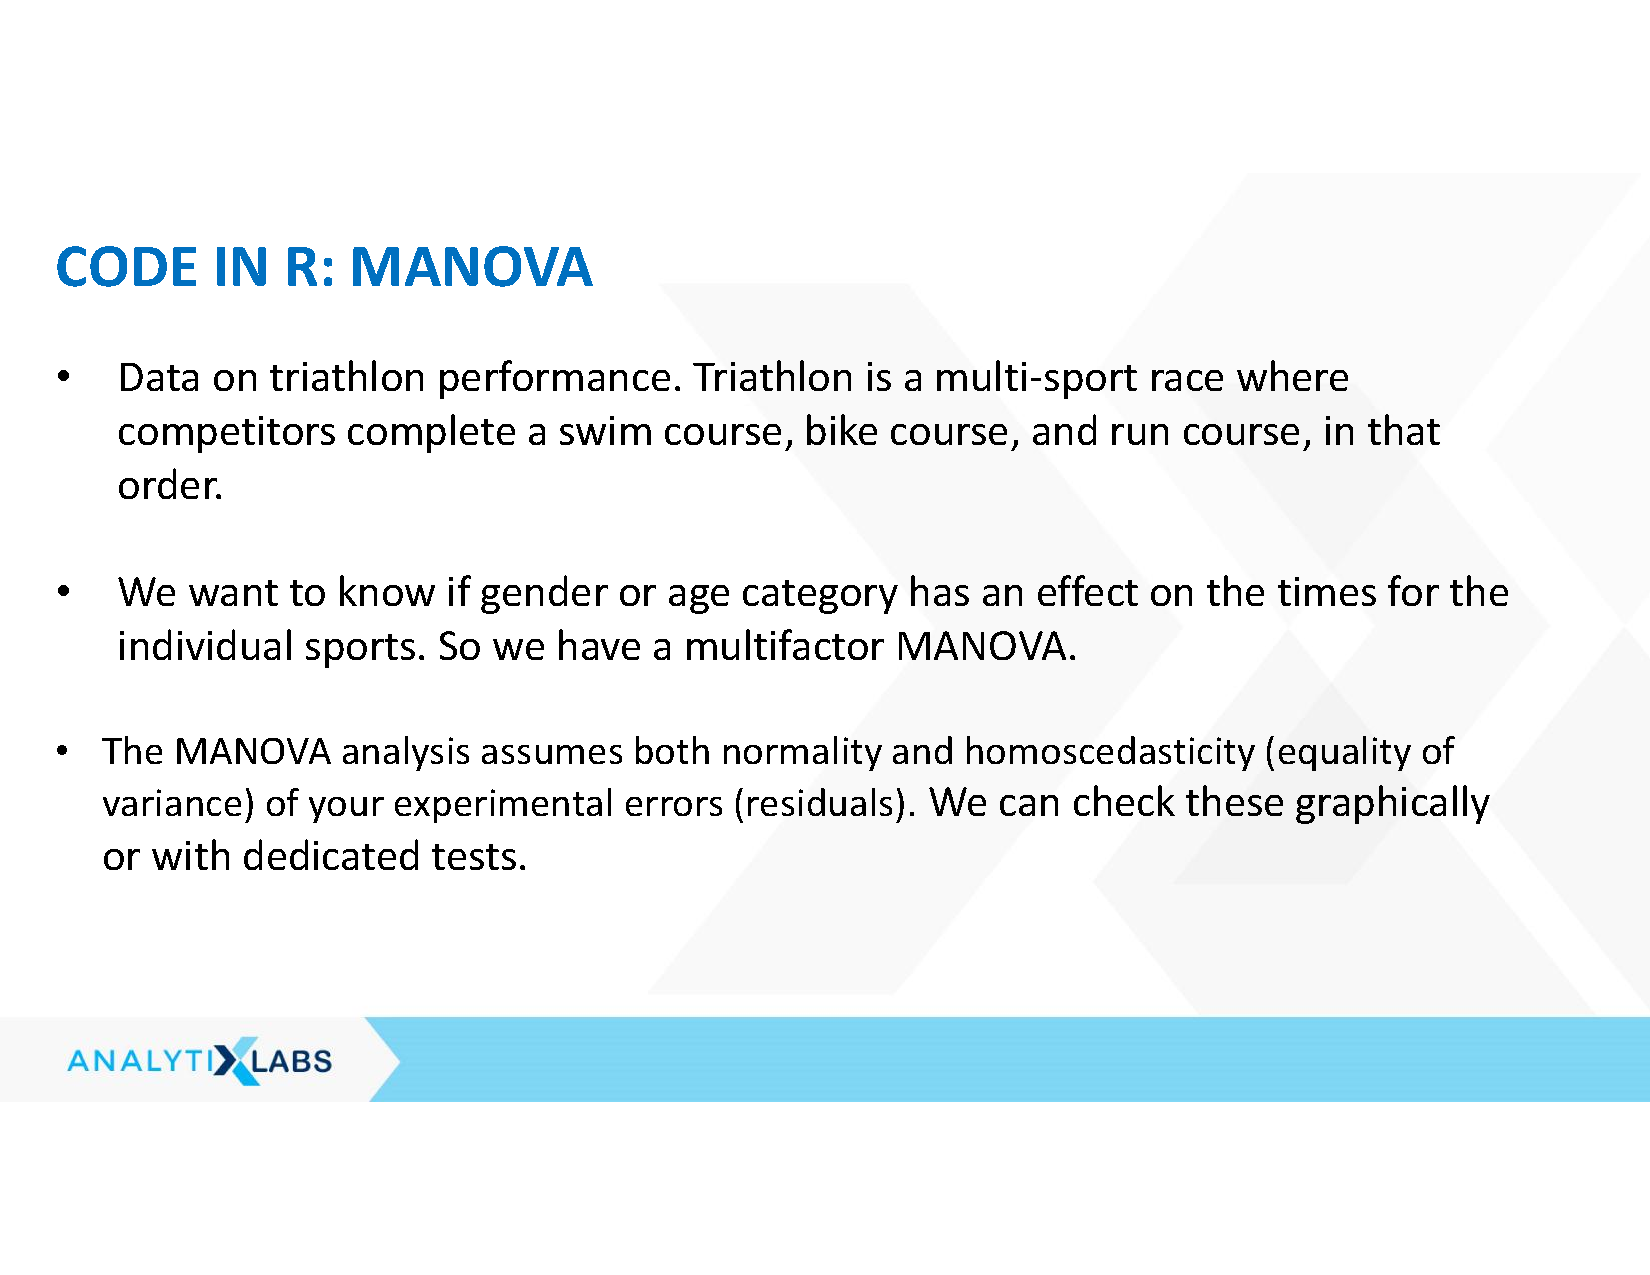 CODE IN R: MANOVA
• Data on triathlon performance. Triathlon is a multi-sport race where
competitors complete a swim course, bike course, and run course, in that
order.
• We want to know if gender or age category has an effect on the times for the
individual sports. So we have a multifactor MANOVA.
• The MANOVA analysis assumes both normality and homoscedasticity (equality of
variance) of your experimental errors (residuals). We can check these graphically
or with dedicated tests.
ANALYTIXLABS